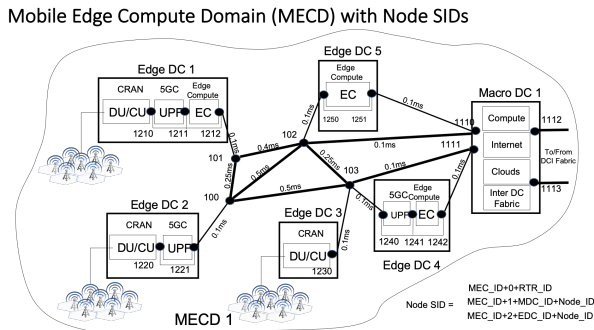 Mobile Edge Compute Domain (MECD) with Node SIDs
Edge DC 5
Edge
Compute
EC
1250 1251
0.1ms
0.1ms
Edge DC 1
CRAN 5GC Edge
Compute
DU/CU UPF EC
1210 1211 1212
0.1ms
Macro DC 1
1110
1111
Compute
Internet
Clouds
Inter DC
Fabric
1112
To/From
DCI Fabric
1113
102
0.4ms
0.1ms
101
0.25ms
0.5ms
0.25ms
0.1ms
103
0.1ms
100
0.5ms
Edge DC 2
CRAN 5GC
DU/CU UPF
1220 1221
0.1ms
Edge DC 3
CRAN
DU/CU
1230
0.1ms
0.1ms
5GC Edge
Compute
UPF EC
1240 1241 1242
Edge DC 4
MECD 1
Node SID =
MEC_ID+0+RTR_ID
MEC_ID+1+MDC_ID+Node_ID
MEC_ID+2+EDC_ID+Node_ID